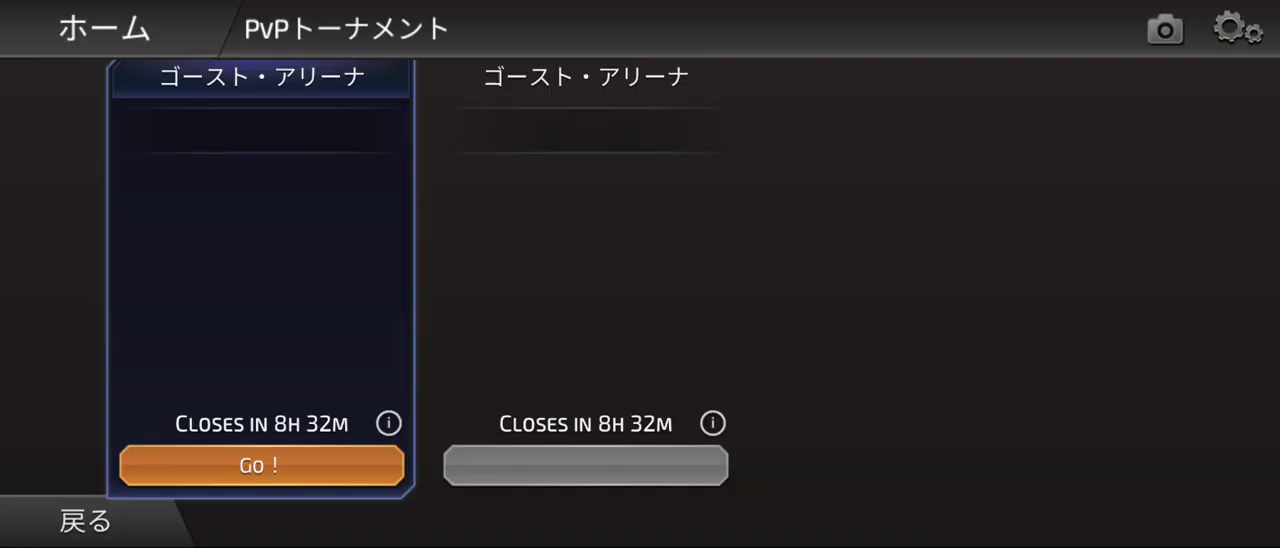 ホーム
PvPトーナメント
ゴースト・アリーナ
ゴースト・アリーナ
CLOSES IN 8H 32M
CLOSES IN 8H 32M
Go !
戻る